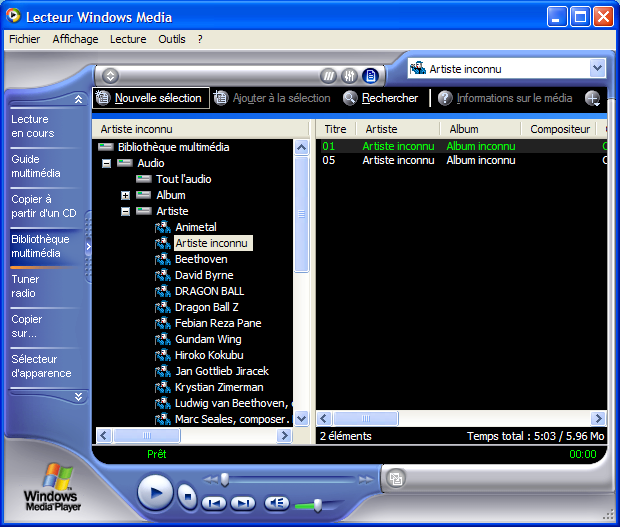 Lecteur Windows Media
Fichier Affichage Lecture Outils ?
Artiste inconnu
Nouvelle sélection Ajouter à la sélection Rechercher Informations sur le média
Lecture
en cours
Guide
multimédia
Copier à
partir d'un CD
Bibliothèque
multimédia
Tuner
radio
Copier
sur...
Sélecteur
d'apparence
Artiste inconnu
Bibliothèque multimédia
Audio
Tout l'audio
Album
Artiste
Animetal
Artiste inconnu
Beethoven
David Byrne
DRAGON BALL
Dragon Ball Z
Febian Reza Pane
Gundam Wing
Hiroko Kokubu
Jan Gottlieb Jiracek
Krystian Zimerman
Ludwig van Beethoven,
Marc Seales, composer.
Titre Artiste Album Compositeur
01 Artiste inconnu Album inconnu
05 Artiste inconnu Album inconnu
2 éléments Temps total : 5:03 / 5.96 Mo
Prêt 00:00
Windows
Media Player